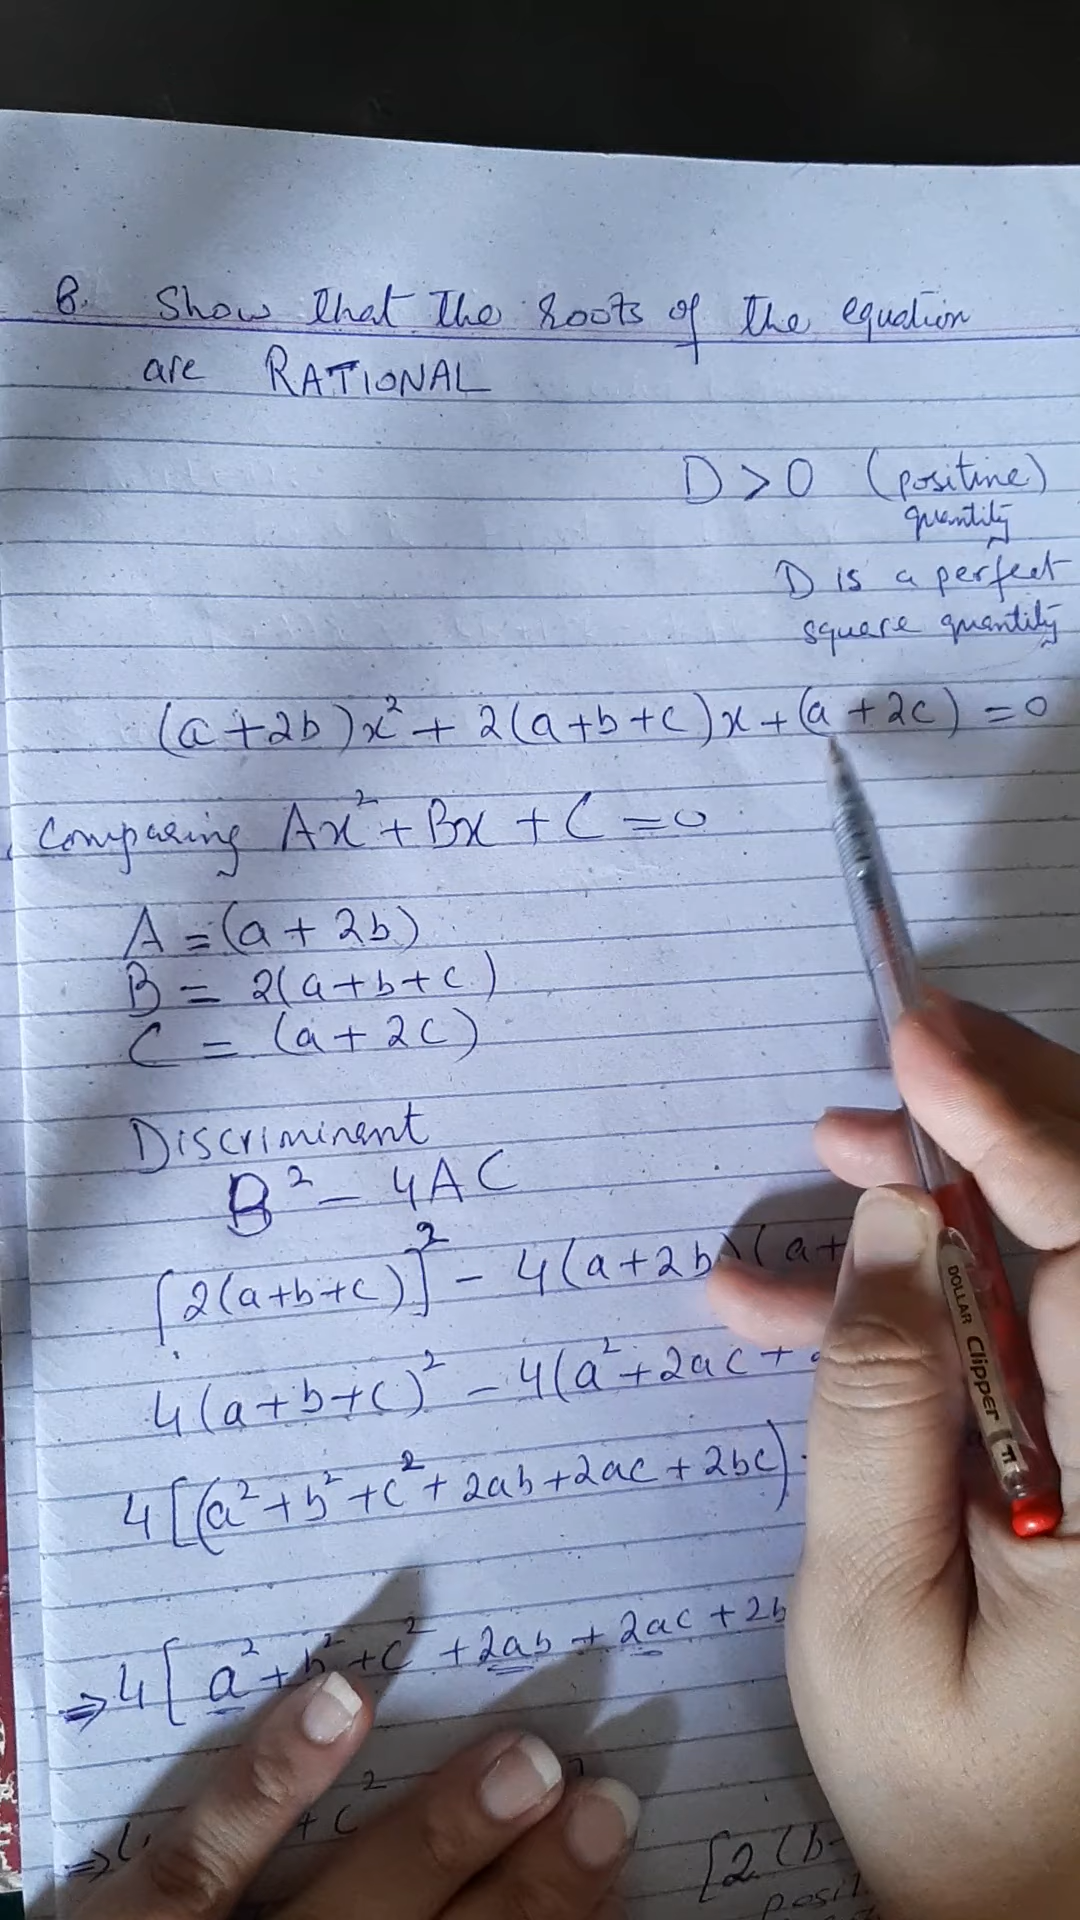 8. Show that the roots of the equation
are RATIONAL
D > 0 (positive)
quantity
D is a perfect
square quantity
(a + 2b)x² + 2(a+b+c)x + (a + 2c) = 0
Comparing Ax² + Bx + C = 0
A = (a + 2b)
B = 2(a+b+c)
C = (a + 2c)
Discriminent
B² - 4AC
[2(a+b+c)]² - 4(a+2b)(a+
4(a+b+c)² - 4(a²+2ac+
4[(a²+b²+c²+2ab+2ac+2bc)
⇒ 4[a²+b²+c²+2ab+2ac+2b
⇒ + c²
[2(b-
posit
DOLLAR Clipper